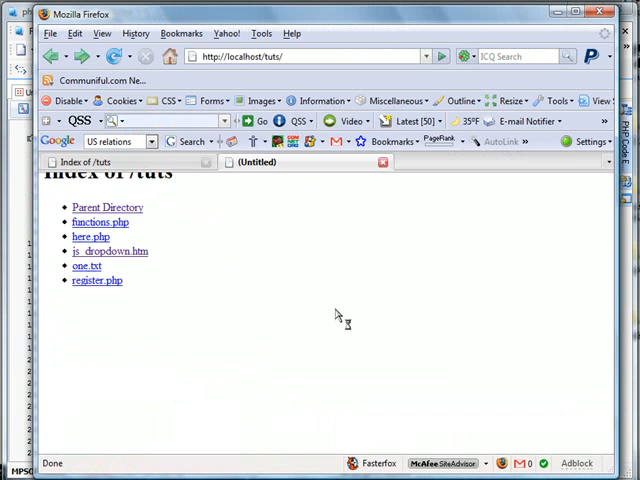 Mozilla Firefox
File Edit View History Bookmarks Yahoo! Tools Help
http://localhost/tuts/ ICQ Search
Communiful.com Ne...
Disable Cookies CSS Forms Images Information Miscellaneous Outline Resize Tools View S
QSS Go QSS Video Latest [50] 35°F E-mail Notifier
Google US relations Search Bookmarks PageRank AutoLink Settings
Index of /tuts (Untitled)
Index of /tuts
Parent Directory
functions.php
here.php
js_dropdown.htm
one.txt
register.php
Done Fasterfox McAfee SiteAdvisor 0 Adblock
PHP Code E